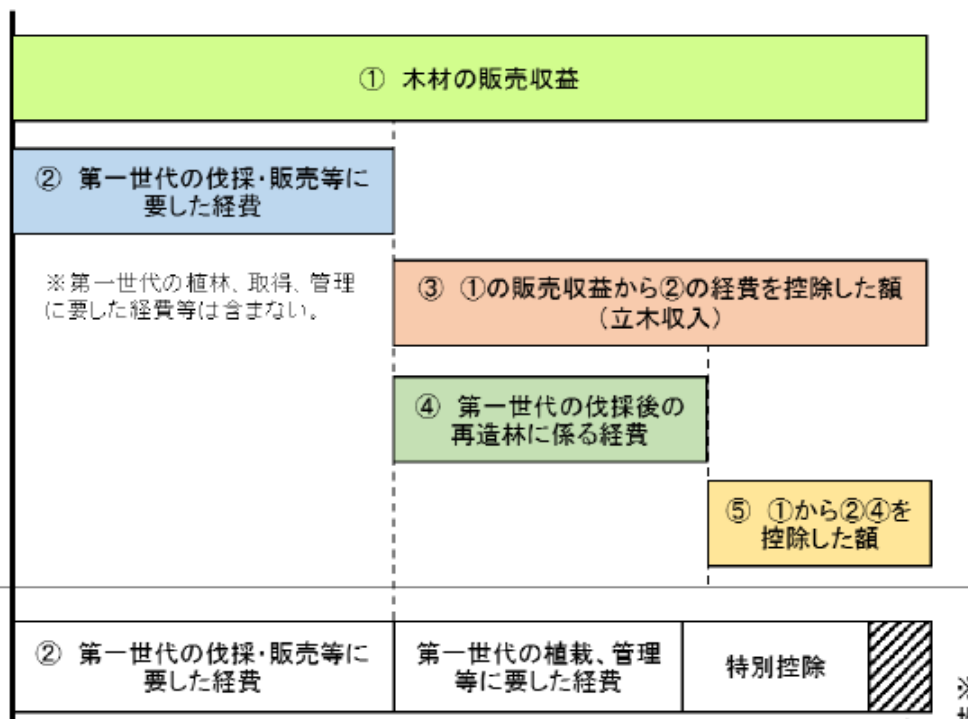 ① 木材の販売収益
② 第一世代の伐採・販売等に
要した経費
※第一世代の植林、取得、管理
に要した経費等は含まない。
③ ①の販売収益から②の経費を控除した額
（立木収入）
④ 第一世代の伐採後の
再造林に係る経費
⑤ ①から②④を
控除した額
② 第一世代の伐採・販売等に
要した経費
第一世代の植栽、管理
等に要した経費
特別控除
※